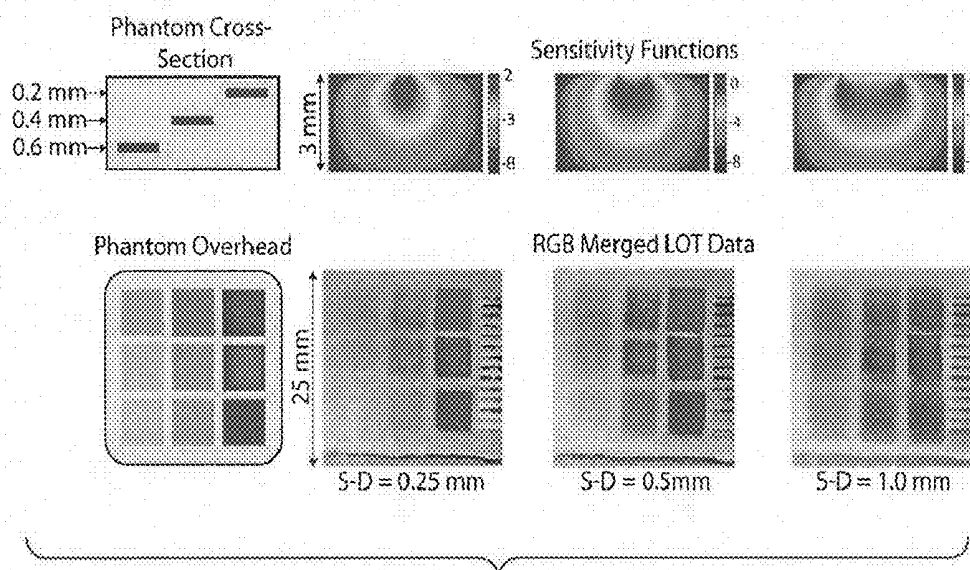 Phantom Cross-
Section
Sensitivity Functions
0.2 mm
0.4 mm
0.6 mm
3 mm
2
-3
-8
0
-4
-8
Phantom Overhead
RGB Merged LOT Data
25 mm
S-D = 0.25 mm
S-D = 0.5mm
S-D = 1.0 mm